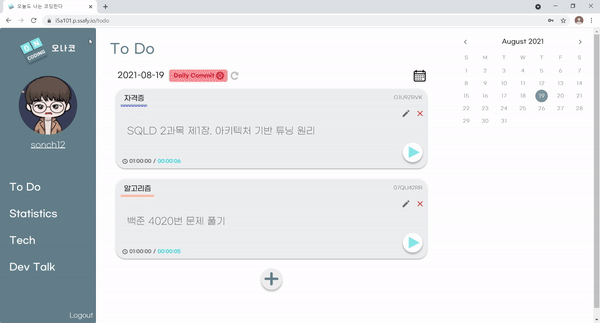 오늘도 나는 코딩한다
i5a101.p.ssafy.io/todo
ON
CODING
오나코
sonch12
To Do
Statistics
Tech
Dev Talk
Logout
To Do
2021-08-19
Daily Commit
자격증
SQLD 2과목 제1장. 아키텍처 기반 튜닝 원리
01:00:00 / 00:00:06
알고리즘
백준 4020번 문제 풀기
01:00:00 / 00:00:05
August 2021
S M T W T F S
1 2 3 4 5 6 7
8 9 10 11 12 13 14
15 16 17 18 19 20 21
22 23 24 25 26 27 28
29 30 31